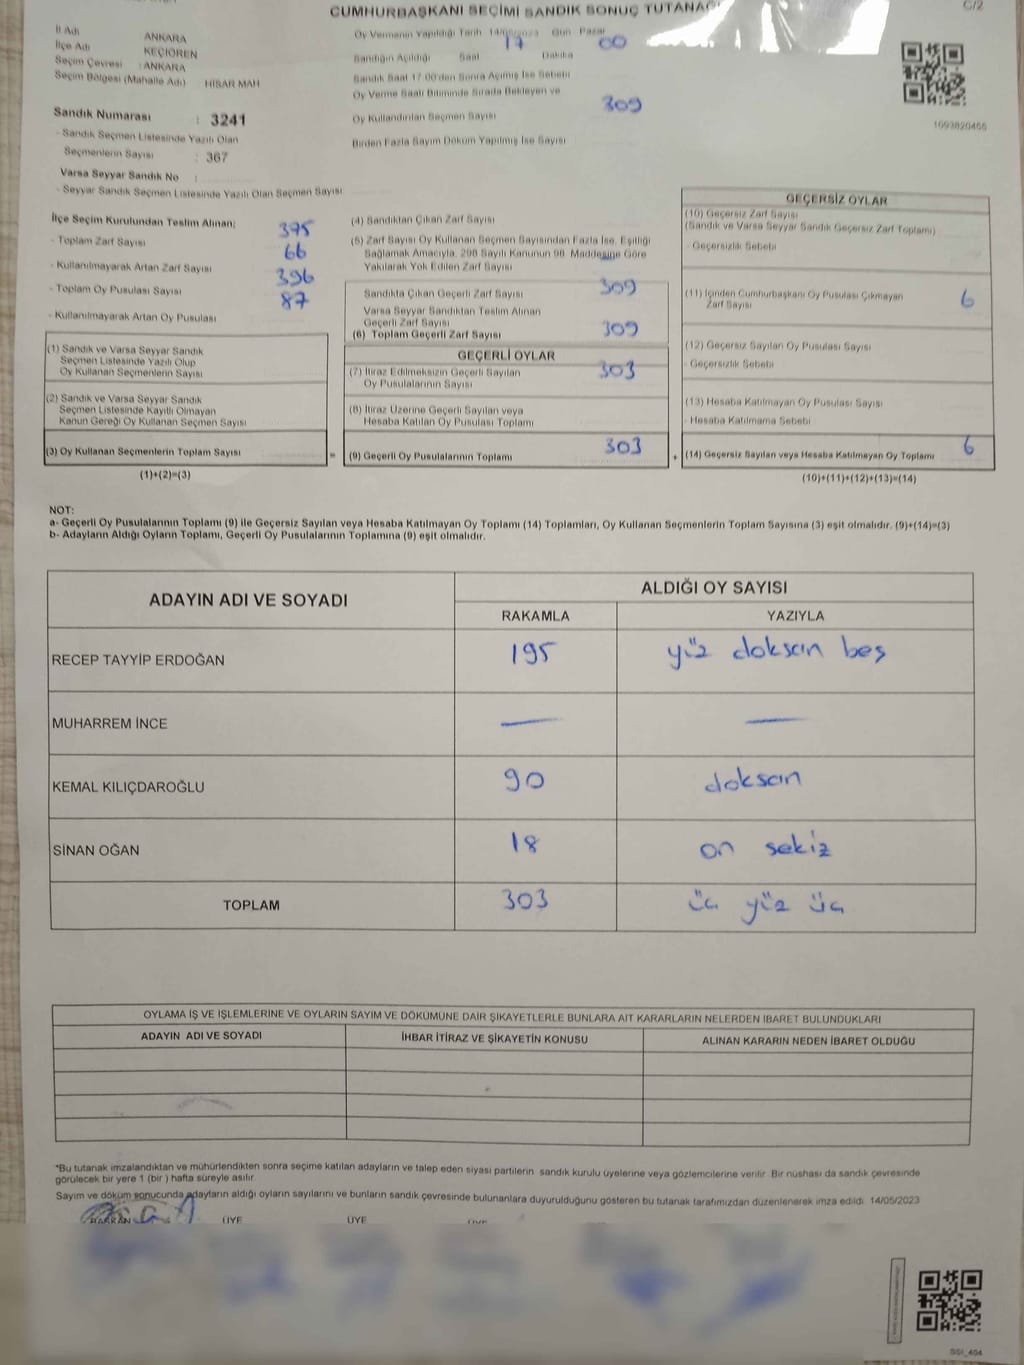 CUMHURBAŞKANI SEÇİMİ SANDIK SONUÇ TUTANAĞI
C/2
İl Adı ANKARA
İlçe Adı KEÇİÖREN
Seçim Çevresi : ANKARA
Seçim Bölgesi (Mahalle Adı) HİSAR MAH
Sandık Numarası : 3241
- Sandık Seçmen Listesinde Yazılı Olan
Seçmenlerin Sayısı : 367
Varsa Seyyar Sandık No :
- Seyyar Sandık Seçmen Listesinde Yazılı Olan Seçmen Sayısı
Oy Vermenin Yapıldığı Tarih 14/05/2023 Gün Pazar
Sandığın Açıldığı Saat 17 Dakika 00
Sandık Saat 17.00'den Sonra Açılmış İse Sebebi
Oy Verme Saati Bitiminde Sırada Bekleyen ve
Oy Kullandırılan Seçmen Sayısı 309
Birden Fazla Sayım Döküm Yapılmış İse Sayısı
1093820466
İlçe Seçim Kurulundan Teslim Alınan;
- Toplam Zarf Sayısı 375
- Kullanılmayarak Artan Zarf Sayısı 66
- Toplam Oy Pusulası Sayısı 396
- Kullanılmayarak Artan Oy Pusulası 87
(1) Sandık ve Varsa Seyyar Sandık
Seçmen Listesinde Yazılı Olup
Oy Kullanan Seçmenlerin Sayısı
(2) Sandık ve Varsa Seyyar Sandık
Seçmen Listesinde Kayıtlı Olmayan
Kanun Gereği Oy Kullanan Seçmen Sayısı
(3) Oy Kullanan Seçmenlerin Toplam Sayısı =
(1)+(2)=(3)
(4) Sandıktan Çıkan Zarf Sayısı
(5) Zarf Sayısı Oy Kullanan Seçmen Sayısından Fazla İse, Eşitliği
Sağlamak Amacıyla, 298 Sayılı Kanunun 98. Maddesine Göre
Yakılarak Yok Edilen Zarf Sayısı
Sandıkta Çıkan Geçerli Zarf Sayısı 309
Varsa Seyyar Sandıktan Teslim Alınan
Geçerli Zarf Sayısı
(6) Toplam Geçerli Zarf Sayısı 309
GEÇERLİ OYLAR
(7) İtiraz Edilmeksizin Geçerli Sayılan
Oy Pusulalarının Sayısı 303
(8) İtiraz Üzerine Geçerli Sayılan veya
Hesaba Katılan Oy Pusulası Toplamı
(9) Geçerli Oy Pusulalarının Toplamı 303 +
GEÇERSİZ OYLAR
(10) Geçersiz Zarf Sayısı
(Sandık ve Varsa Seyyar Sandık Geçersiz Zarf Toplamı)
- Geçersizlik Sebebi
(11) İçinden Cumhurbaşkanı Oy Pusulası Çıkmayan
Zarf Sayısı 6
(12) Geçersiz Sayılan Oy Pusulası Sayısı
- Geçersizlik Sebebi
(13) Hesaba Katılmayan Oy Pusulası Sayısı
- Hesaba Katılmama Sebebi
(14) Geçersiz Sayılan veya Hesaba Katılmayan Oy Toplamı 6
(10)+(11)+(12)+(13)=(14)
NOT:
a- Geçerli Oy Pusulalarının Toplamı (9) ile Geçersiz Sayılan veya Hesaba Katılmayan Oy Toplamı (14) Toplamları, Oy Kullanan Seçmenlerin Toplam Sayısına (3) eşit olmalıdır. (9)+(14)=(3)
b- Adayların Aldığı Oyların Toplamı, Geçerli Oy Pusulalarının Toplamına (9) eşit olmalıdır.
ADAYIN ADI VE SOYADI ALDIĞI OY SAYISI
RAKAMLA YAZIYLA
RECEP TAYYİP ERDOĞAN 195 yüz doksan beş
MUHARREM İNCE — —
KEMAL KILIÇDAROĞLU 90 doksan
SİNAN OĞAN 18 on sekiz
TOPLAM 303 üç yüz üç
OYLAMA İŞ VE İŞLEMLERİNE VE OYLARIN SAYIM VE DÖKÜMÜNE DAİR ŞİKAYETLERLE BUNLARA AİT KARARLARIN NELERDEN İBARET BULUNDUKLARI
ADAYIN ADI VE SOYADI İHBAR İTİRAZ VE ŞİKAYETİN KONUSU ALINAN KARARIN NEDEN İBARET OLDUĞU
*Bu tutanak imzalandıktan ve mühürlendikten sonra seçime katılan adayların ve talep eden siyasi partilerin sandık kurulu üyelerine veya gözlemcilerine verilir. Bir nüshası da sandık çevresinde
görülecek bir yere 1 (bir) hafta süreyle asılır.
Sayım ve döküm sonucunda adayların aldığı oyların sayılarını ve bunların sandık çevresinde bulunanlara duyurulduğunu gösteren bu tutanak tarafımızdan düzenlenerek imza edildi. 14/05/2023
BAŞKAN ÜYE ÜYE ÜYE